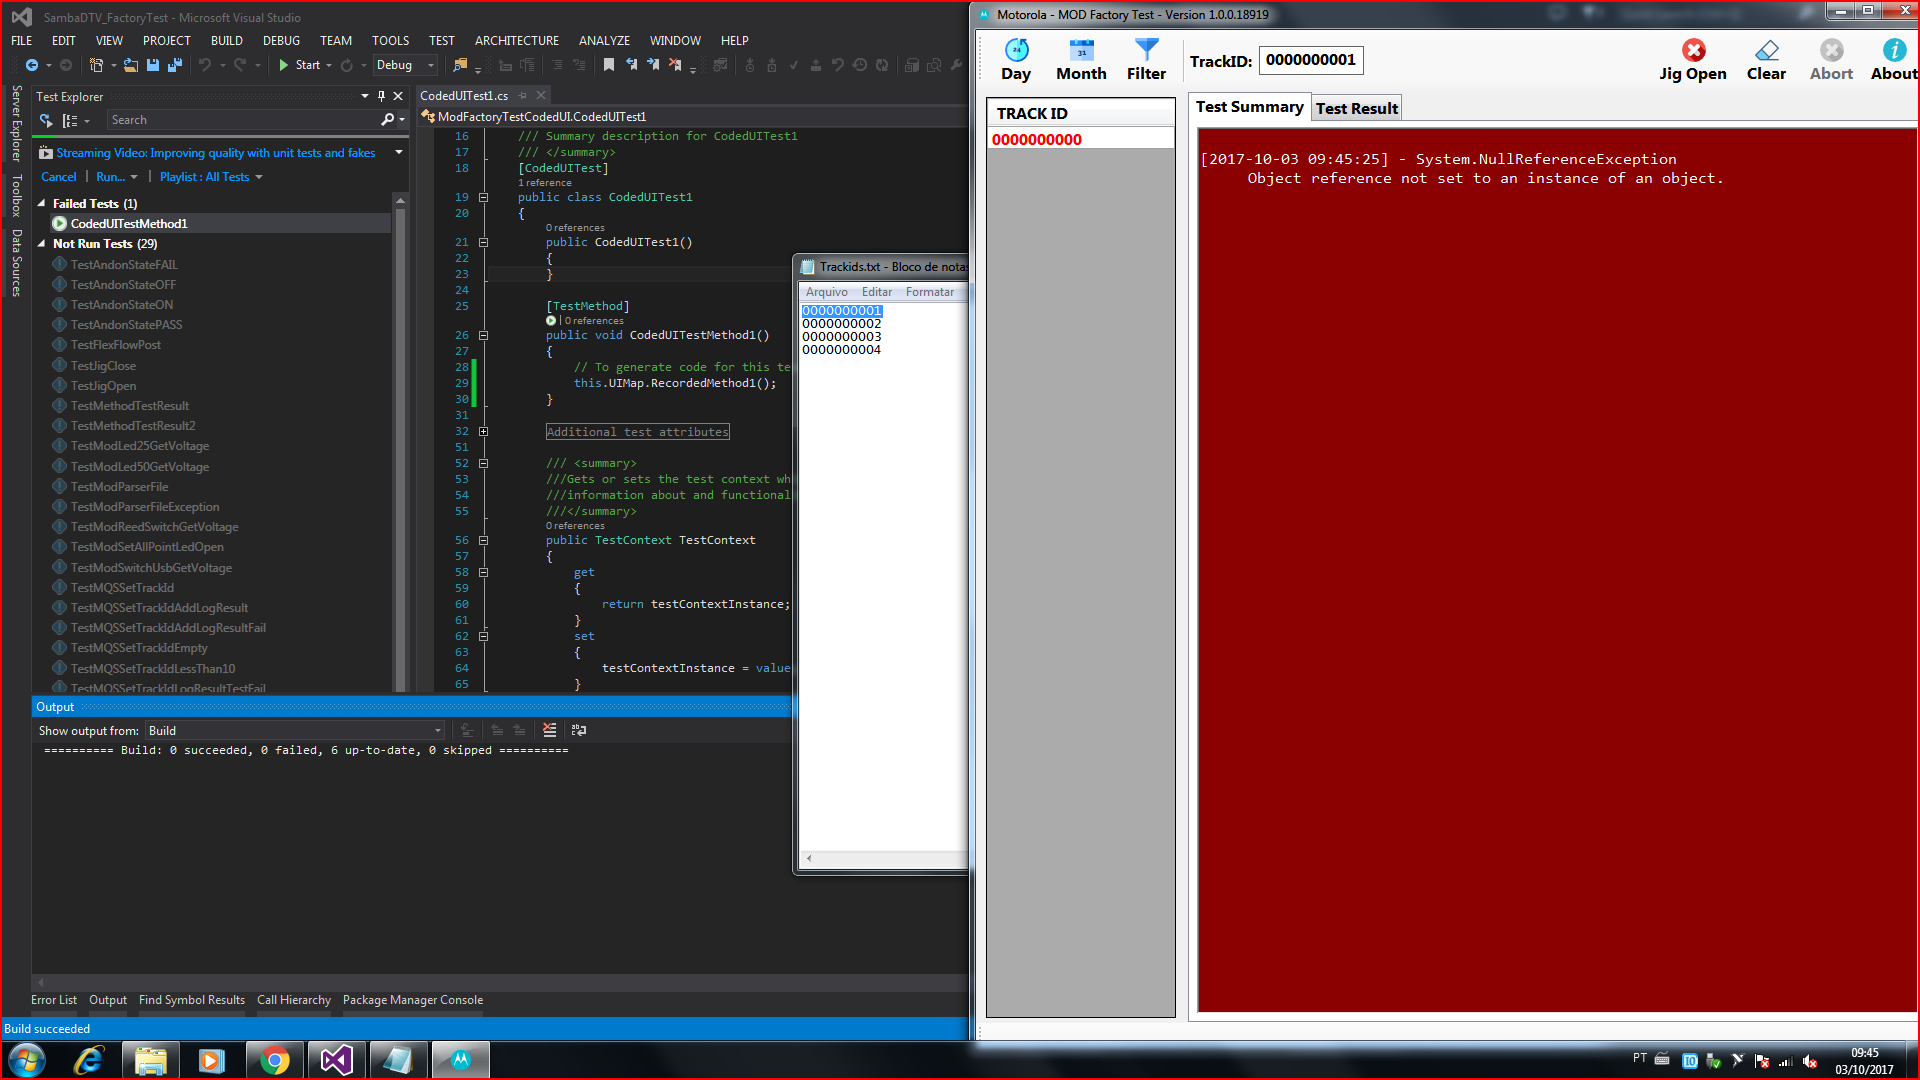 SambaDTV_FactoryTest - Microsoft Visual Studio
FILE EDIT VIEW PROJECT BUILD DEBUG TEAM TOOLS TEST ARCHITECTURE ANALYZE WINDOW HELP
Start Debug
Server Explorer
Toolbox
Data Sources
Test Explorer
Search
Streaming Video: Improving quality with unit tests and fakes
Cancel | Run... | Playlist : All Tests
Failed Tests (1)
CodedUITestMethod1
Not Run Tests (29)
TestAndonStateFAIL
TestAndonStateOFF
TestAndonStateON
TestAndonStatePASS
TestFlexFlowPost
TestJigClose
TestJigOpen
TestMethodTestResult
TestMethodTestResult2
TestModLed25GetVoltage
TestModLed50GetVoltage
TestModParserFile
TestModParserFileException
TestModReedSwitchGetVoltage
TestModSetAllPointLedOpen
TestModSwitchUsbGetVoltage
TestMQSSetTrackId
TestMQSSetTrackIdAddLogResult
TestMQSSetTrackIdAddLogResultFail
TestMQSSetTrackIdEmpty
TestMQSSetTrackIdLessThan10
TestMQSSetTrackIdLogResultTestFail
CodedUITest1.cs
ModFactoryTestCodedUI.CodedUITest1
16 /// Summary description for CodedUITest1
17 /// </summary>
18 [CodedUITest]
1 reference
19 public class CodedUITest1
20 {
0 references
21 public CodedUITest1()
22 {
23 }
24
25 [TestMethod]
| 0 references
26 public void CodedUITestMethod1()
27 {
28 // To generate code for this te
29 this.UIMap.RecordedMethod1();
30 }
31
32 Additional test attributes
51
52 /// <summary>
53 ///Gets or sets the test context wh
54 ///information about and functional
55 ///</summary>
0 references
56 public TestContext TestContext
57 {
58 get
59 {
60 return testContextInstance;
61 }
62 set
63 {
64 testContextInstance = value
65 }
Output
Show output from: Build
========== Build: 0 succeeded, 0 failed, 6 up-to-date, 0 skipped ==========
Error List Output Find Symbol Results Call Hierarchy Package Manager Console
Build succeeded
Trackids.txt - Bloco de notas
Arquivo Editar Formatar
0000000001
0000000002
0000000003
0000000004
Motorola - MOD Factory Test - Version 1.0.0.18919
24
31
Day Month Filter
TrackID: 0000000001
Jig Open Clear Abort About
TRACK ID
0000000000
Test Summary Test Result
[2017-10-03 09:45:25] - System.NullReferenceException
Object reference not set to an instance of an object.
PT
09:45
03/10/2017